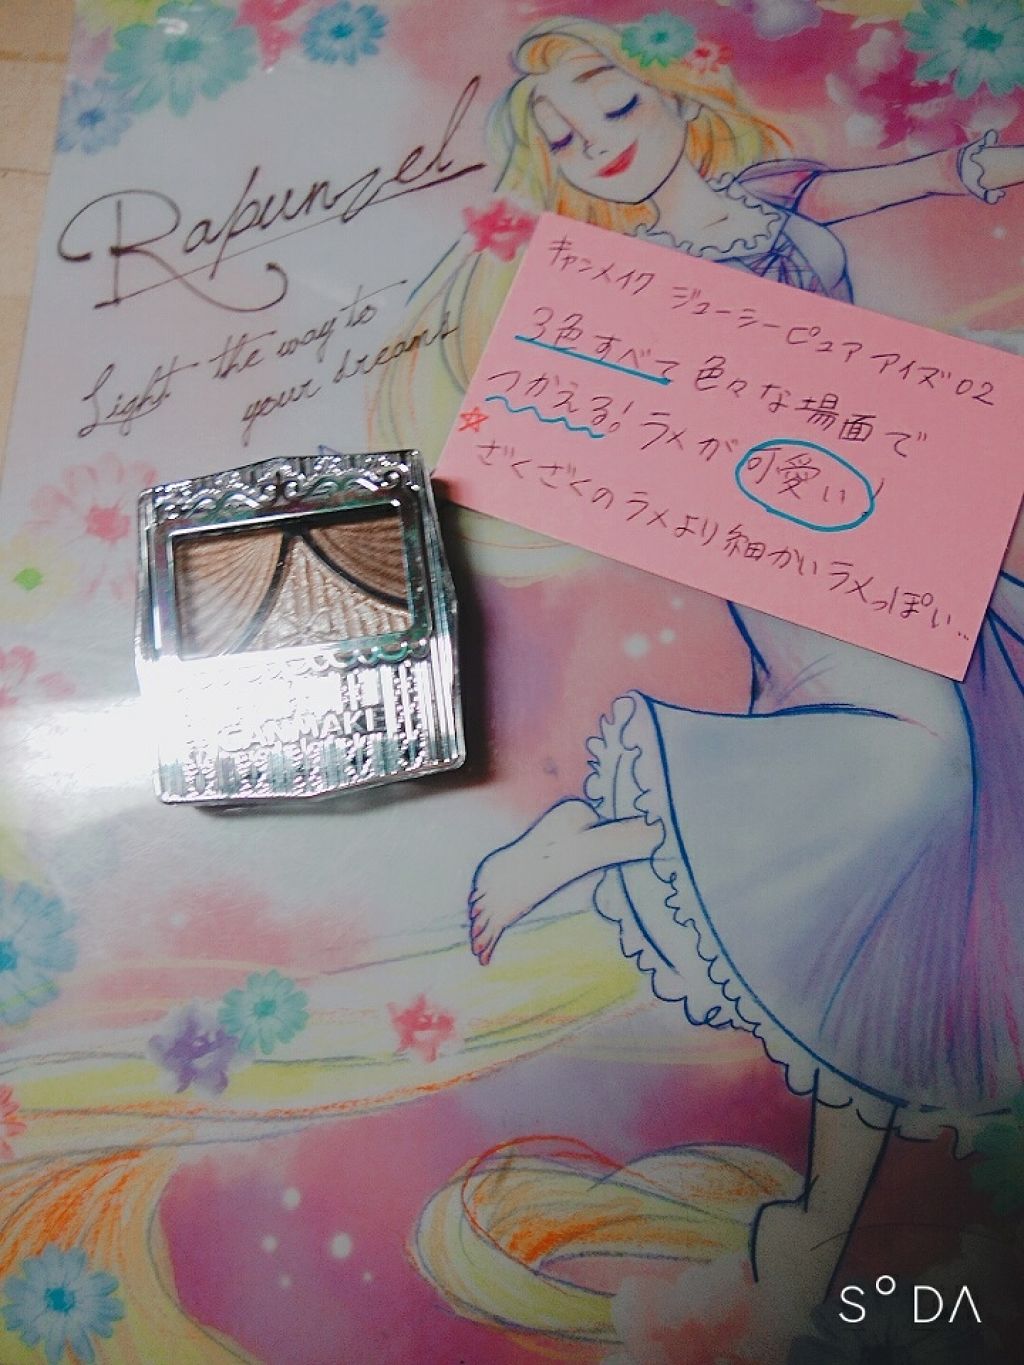 Rapunzel
Light the way to
your dreams
キャンメイク ジューシーピュアアイズ 02
3色すべて色々な場面で
つかえる! ラメが可愛い!
☆ざくざくのラメより細かいラメっぽい..
CANMAKE
S°DA